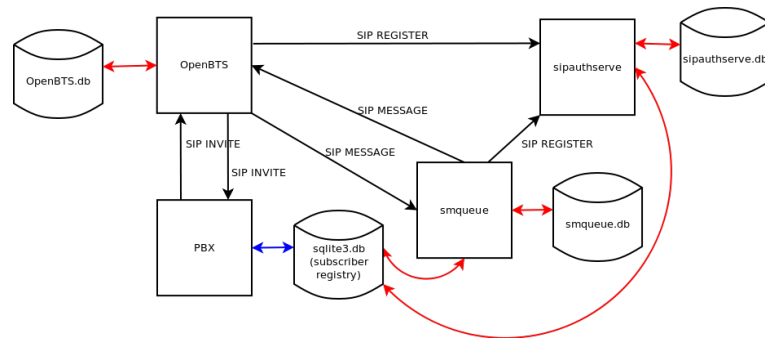 SIP REGISTER
OpenBTS
OpenBTS.db
sipauthserve
sipauthserve.db
SIP MESSAGE
SIP INVITE
SIP MESSAGE
SIP REGISTER
SIP INVITE
smqueue
smqueue.db
PBX
sqlite3.db
(subscriber
registry)